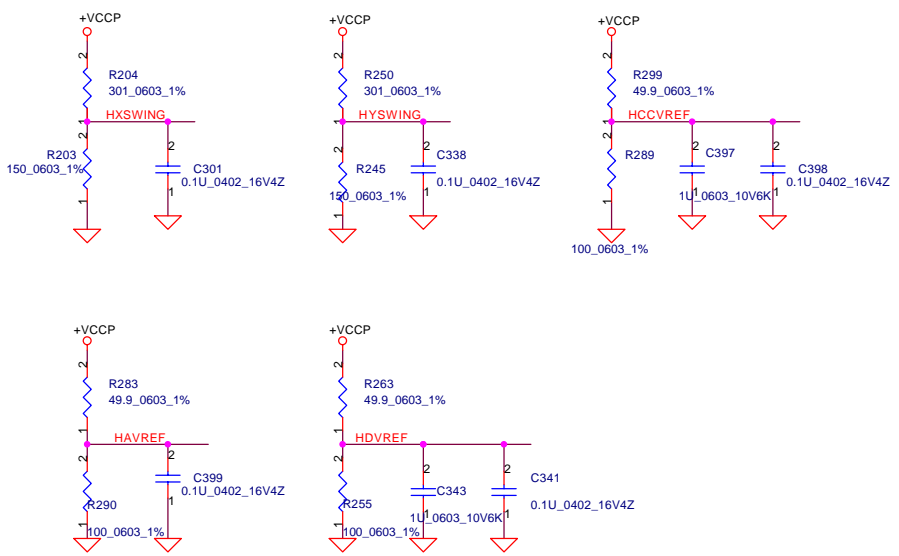 +VCCP
2
R204
301_0603_1%
1
HXSWING
2
R203
150_0603_1%
1
2
C301
0.1U_0402_16V4Z
1
+VCCP
2
R250
301_0603_1%
1
HYSWING
2
R245
150_0603_1%
1
2
C338
0.1U_0402_16V4Z
1
+VCCP
2
R299
49.9_0603_1%
1
HCCVREF
2
R289
1
100_0603_1%
2
C397
1
1U_0603_10V6K
2
C398
1
0.1U_0402_16V4Z
+VCCP
2
R283
49.9_0603_1%
1
HAVREF
2
R290
1
100_0603_1%
2
C399
0.1U_0402_16V4Z
1
+VCCP
2
R263
49.9_0603_1%
1
HDVREF
2
R255
1
100_0603_1%
2
C343
1
1U_0603_10V6K
2
C341
1
0.1U_0402_16V4Z